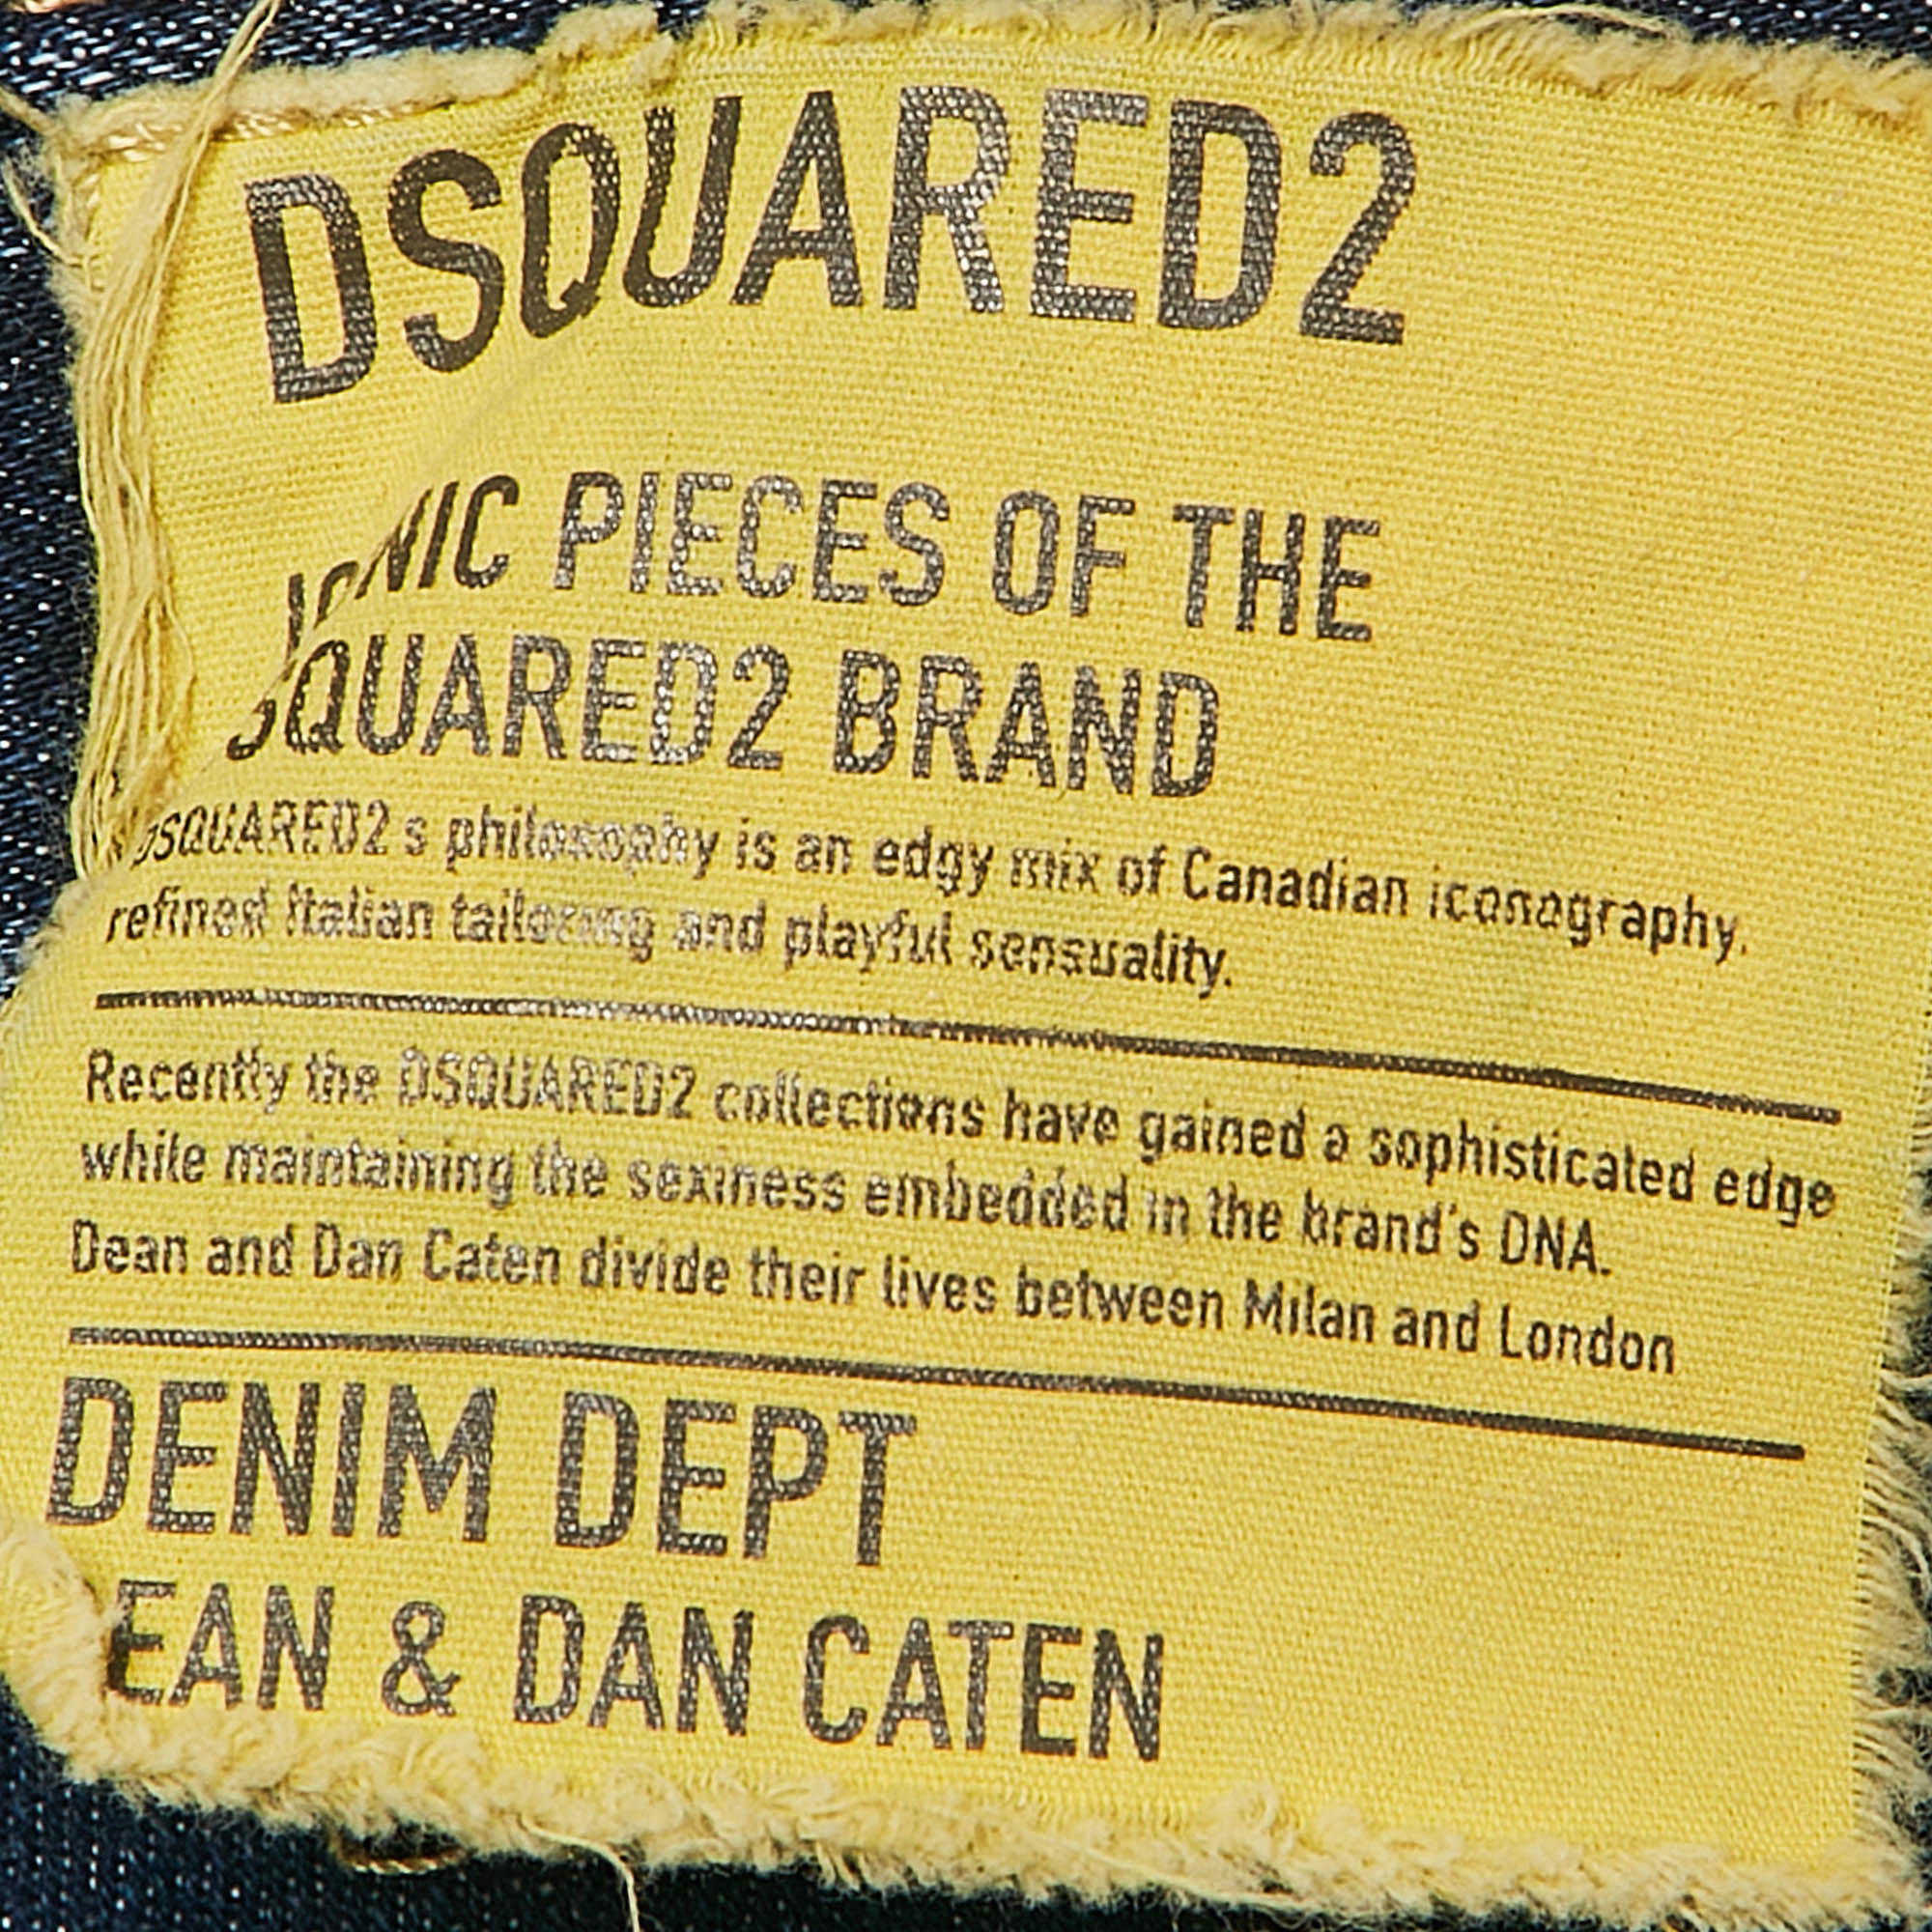 DSQUARED2
ICONIC PIECES OF THE
SQUARED2 BRAND
DSQUARED2 s philosophy is an edgy mix of Canadian iconography.
refined Italian tailoring and playful sensuality.
Recently the DSQUARED2 collections have gained a sophisticated edge
while maintaining the sexiness embedded in the brand's DNA.
Dean and Dan Caten divide their lives between Milan and London
DENIM DEPT
EAN & DAN CATEN